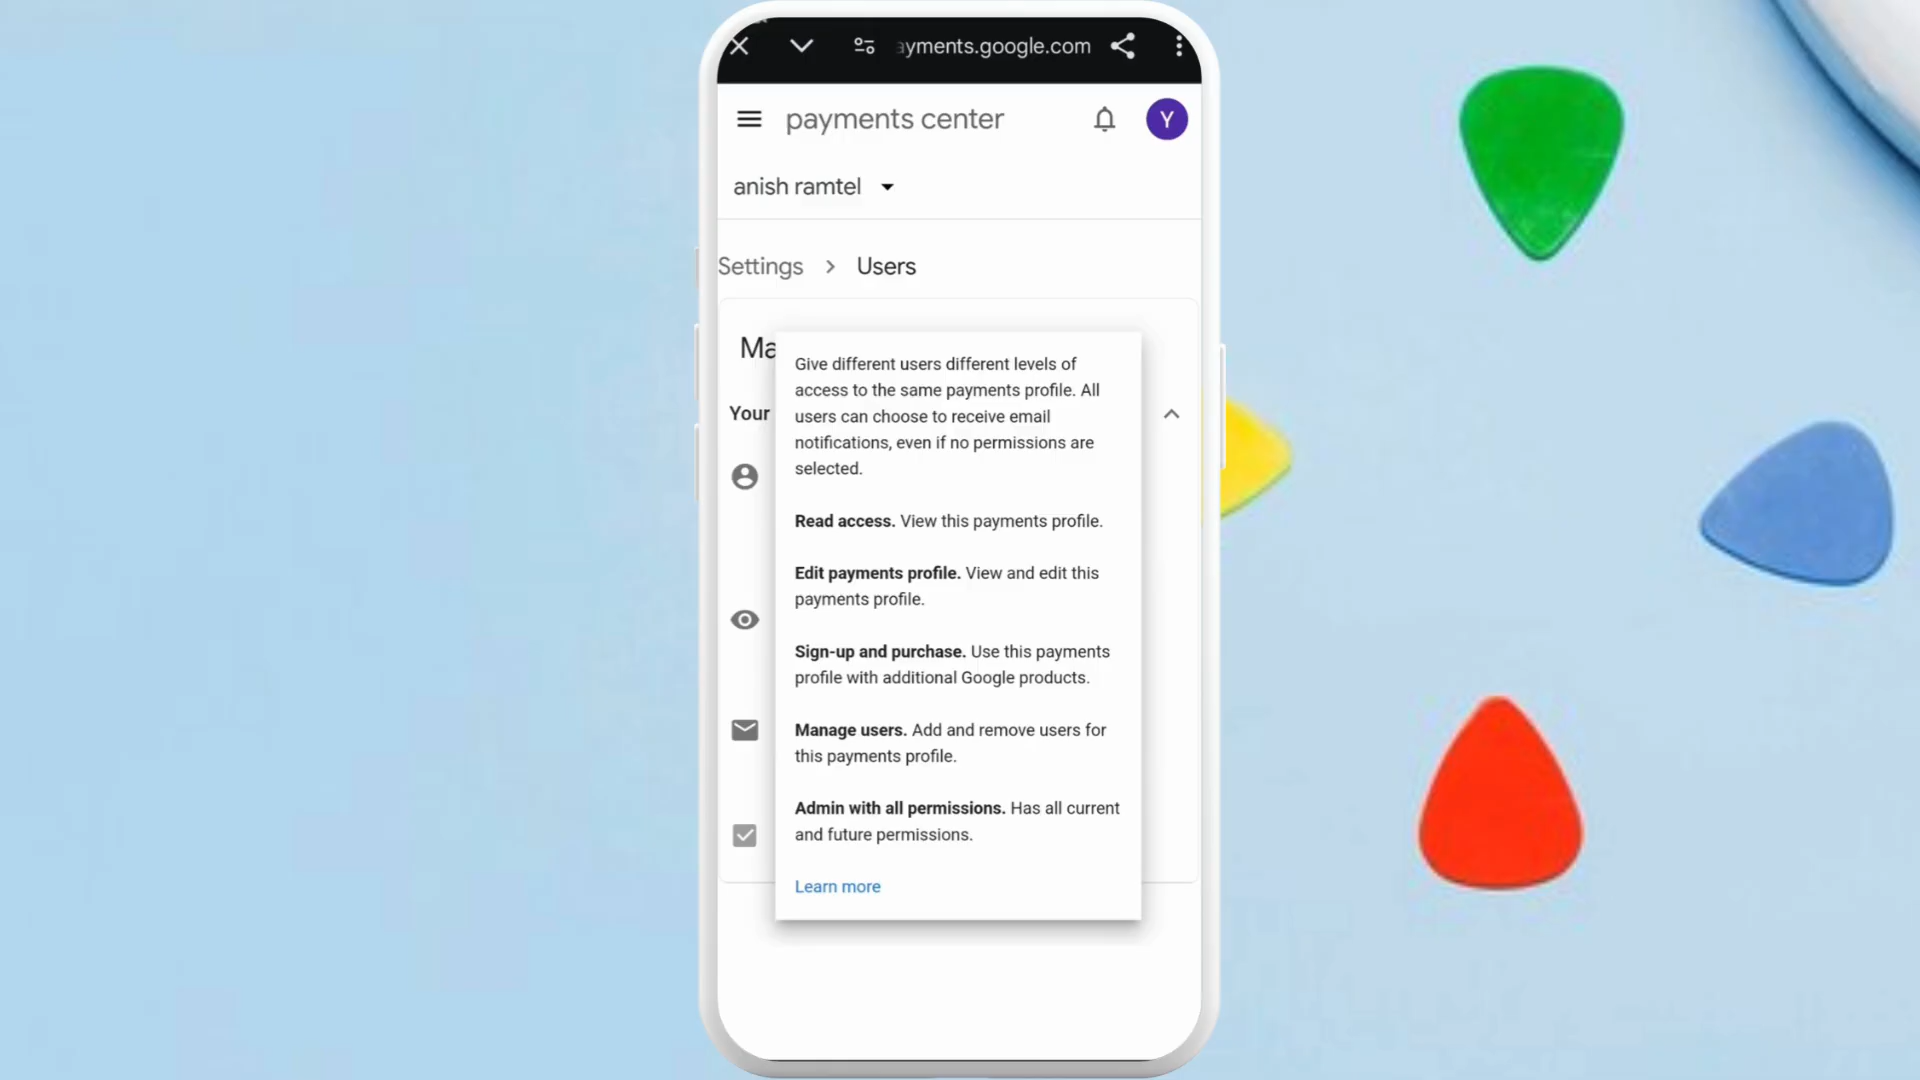 ayments.google.com
payments center
Y
anish ramtel
Settings > Users
Ma
Your
Give different users different levels of
access to the same payments profile. All
users can choose to receive email
notifications, even if no permissions are
selected.
Read access. View this payments profile.
Edit payments profile. View and edit this
payments profile.
Sign-up and purchase. Use this payments
profile with additional Google products.
Manage users. Add and remove users for
this payments profile.
Admin with all permissions. Has all current
and future permissions.
Learn more